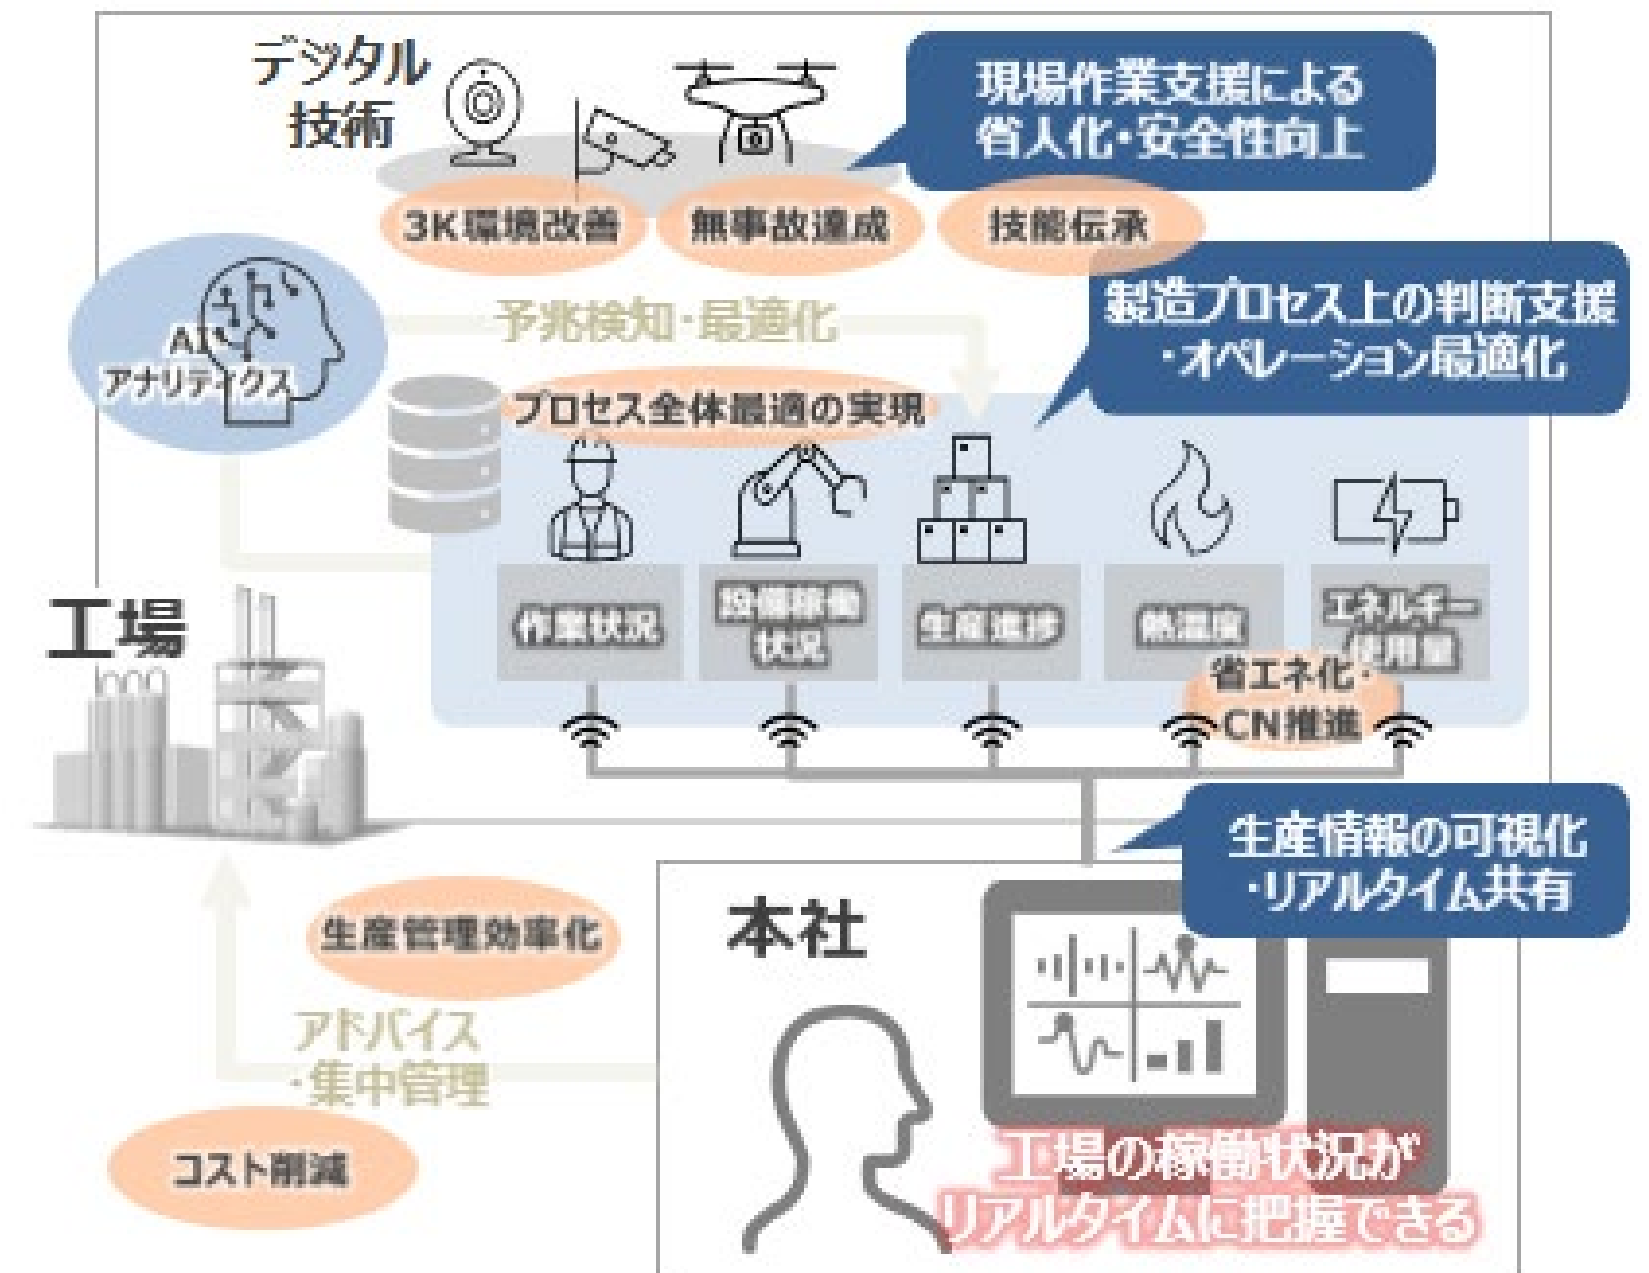 デジタル
技術
現場作業支援による
省人化・安全性向上
3K環境改善
無事故達成
技能伝承
製造プロセス上の判断支援
・オペレーション最適化
予兆検知・最適化
AI
アナリティクス
プロセス全体最適の実現
作業状況
設備稼働
状況
生産進捗
熱温度
エネルギー
使用量
省エネ化・
CN推進
工場
生産情報の可視化
・リアルタイム共有
本社
生産管理効率化
アドバイス
・集中管理
コスト削減
工場の稼働状況が
リアルタイムに把握できる